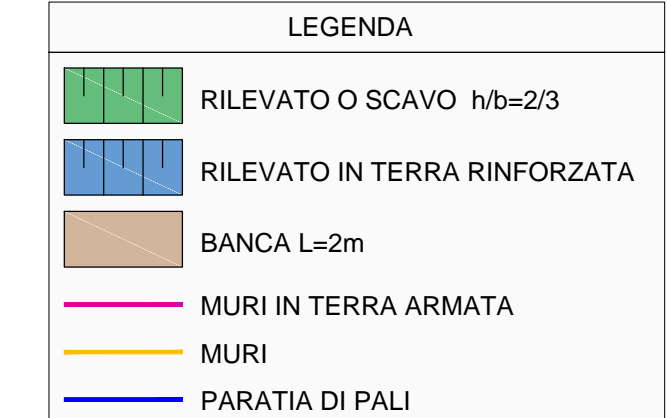 LEGENDA
RILEVATO O SCAVO h/b=2/3
RILEVATO IN TERRA RINFORZATA
BANCA L=2m
MURI IN TERRA ARMATA
MURI
PARATIA DI PALI